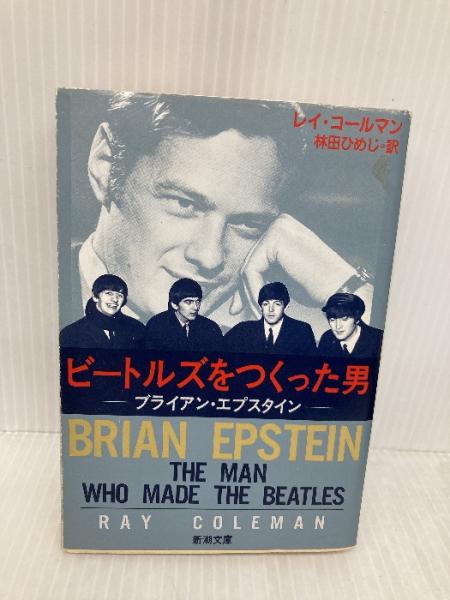 レイ・コールマン
林田ひめじ・訳
ビートルズをつくった男
ブライアン・エプスタイン
BRIAN EPSTEIN
THE MAN
WHO MADE THE BEATLES
RAY COLEMAN
新潮文庫